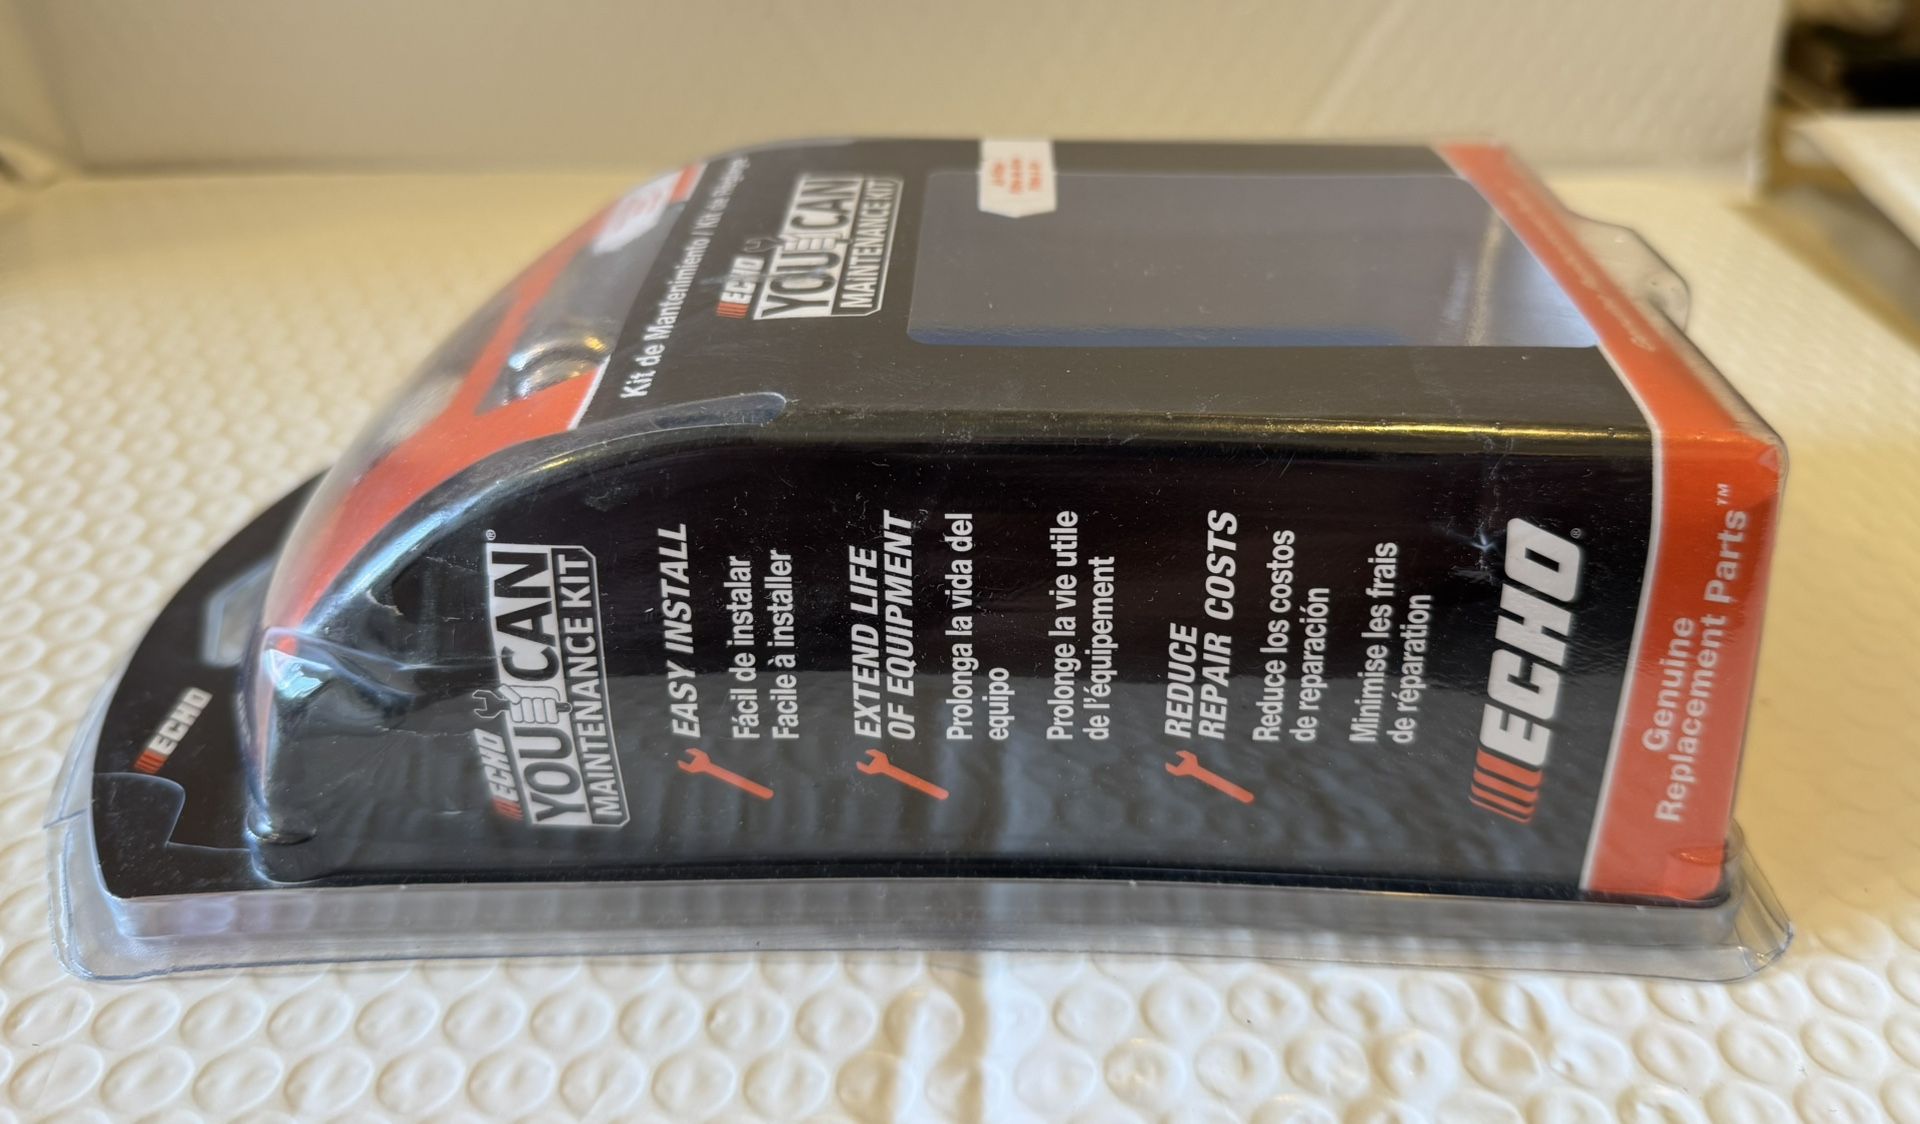 ECHO
YOU CAN®
MAINTENANCE KIT
EASY INSTALL
Fácil de instalar
Facile à installer
EXTEND LIFE
OF EQUIPMENT
Prolonga la vida del
equipo
Prolonge la vie utile
de l'équipement
REDUCE
REPAIR COSTS
Reduce los costos
de reparación
Minimise les frais
de réparation
ECHO®
Genuine
Replacement Parts™
ECHO
Kit de Mantenimiento / Kit de
ECHO
YOU CAN
MAINTENANCE KIT